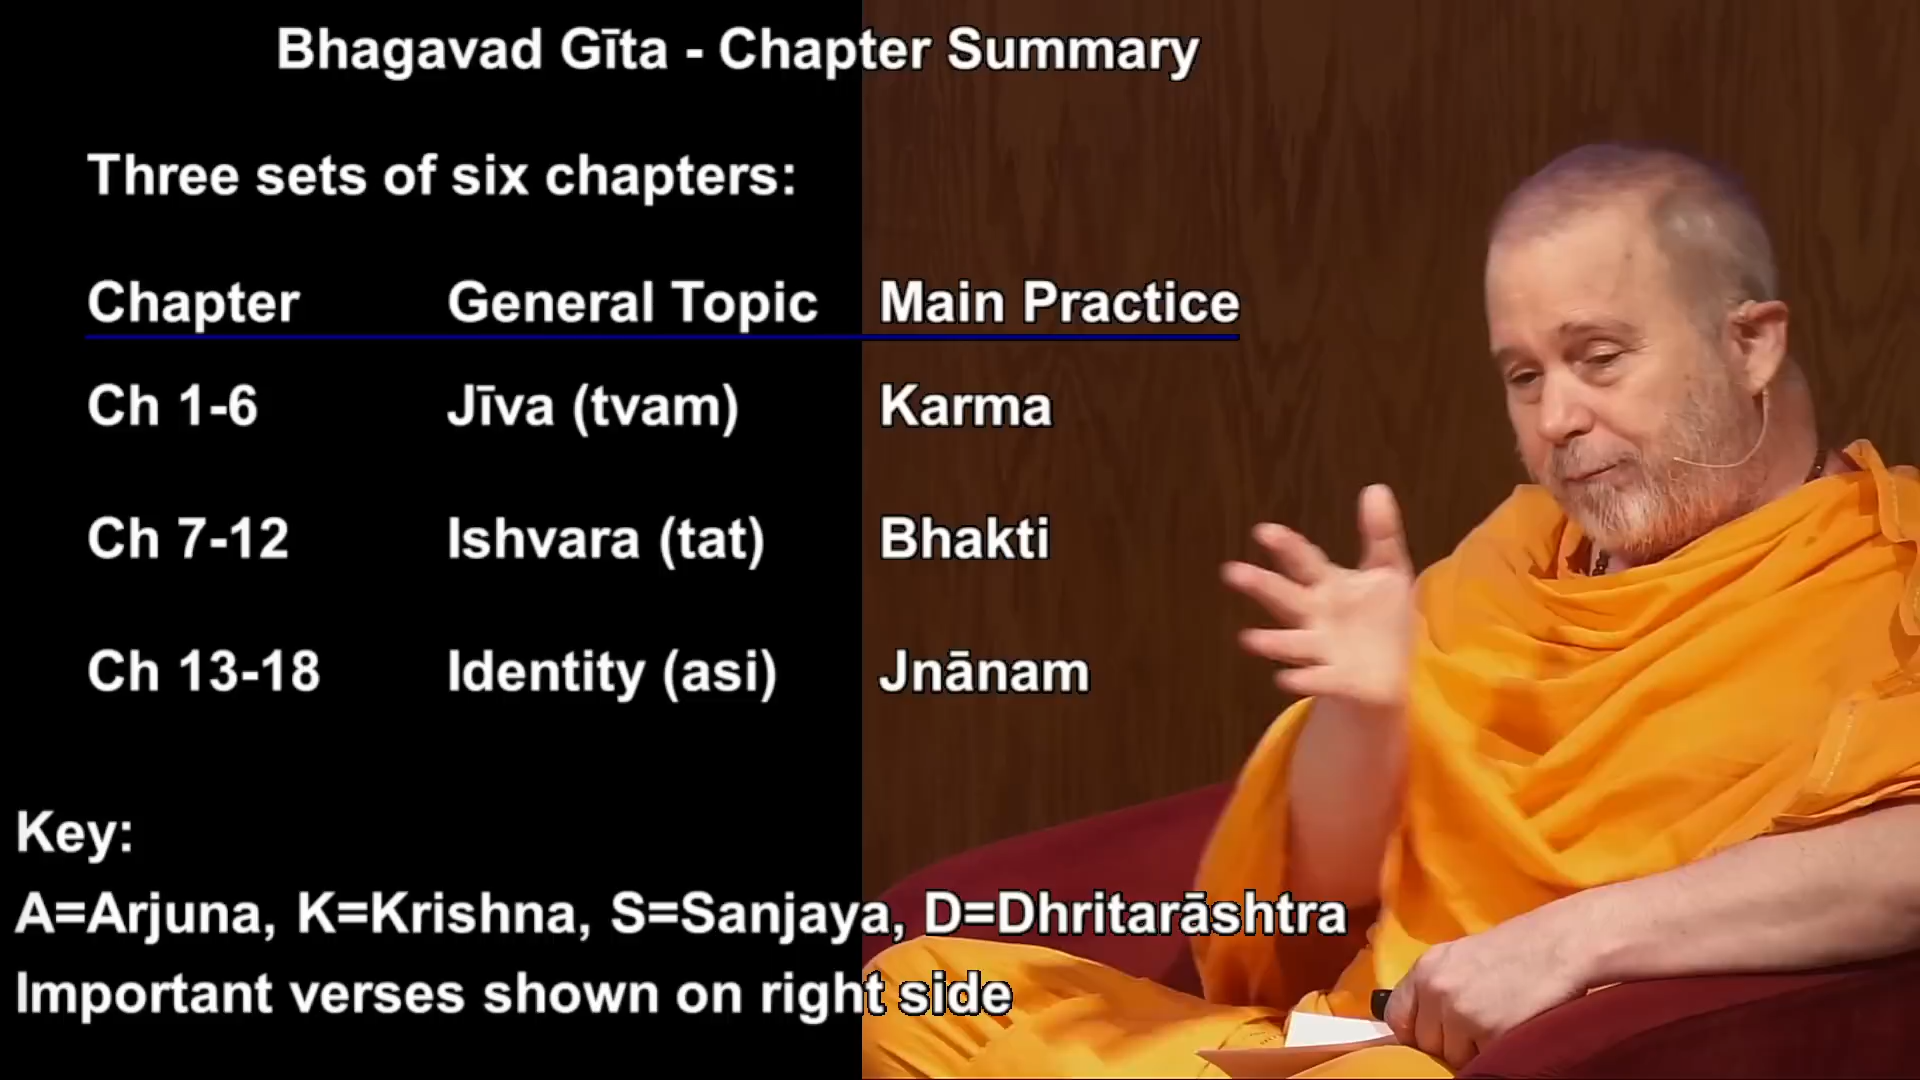 Bhagavad Gīta - Chapter Summary
Three sets of six chapters:
Chapter General Topic Main Practice
Ch 1-6 Jīva (tvam) Karma
Ch 7-12 Ishvara (tat) Bhakti
Ch 13-18 Identity (asi) Jnānam
Key:
A=Arjuna, K=Krishna, S=Sanjaya, D=Dhritarāshtra
Important verses shown on right side